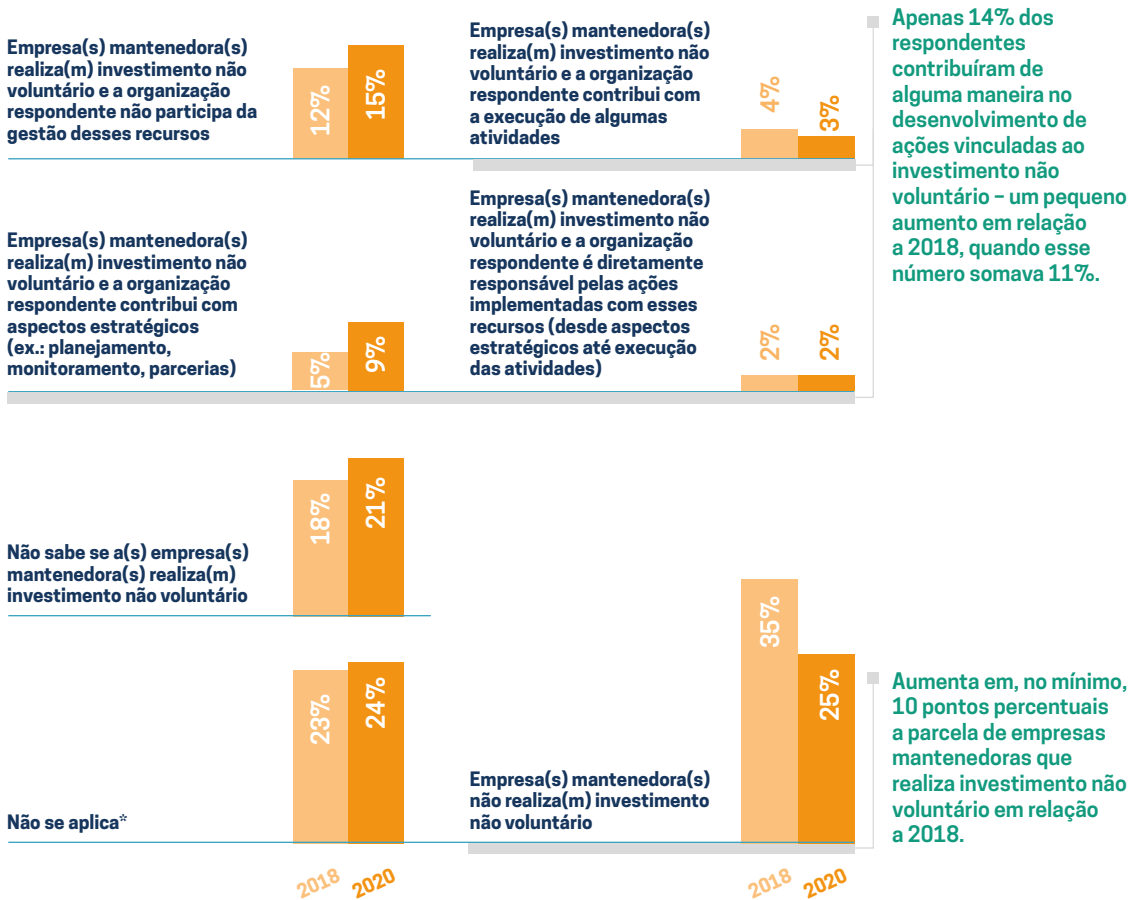 Empresa(s) mantenedora(s)
realiza(m) investimento não
voluntário e a organização
respondente não participa da
gestão desses recursos
12%
15%
Empresa(s) mantenedora(s)
realiza(m) investimento não
voluntário e a organização
respondente contribui com
a execução de algumas
atividades
4%
3%
Apenas 14% dos
respondentes
contribuíram de
alguma maneira no
desenvolvimento de
ações vinculadas ao
investimento não
voluntário – um pequeno
aumento em relação
a 2018, quando esse
número somava 11%.
Empresa(s) mantenedora(s)
realiza(m) investimento não
voluntário e a organização
respondente contribui com
aspectos estratégicos
(ex.: planejamento,
monitoramento, parcerias)
5%
9%
Empresa(s) mantenedora(s)
realiza(m) investimento não
voluntário e a organização
respondente é diretamente
responsável pelas ações
implementadas com esses
recursos (desde aspectos
estratégicos até execução
das atividades)
2%
2%
Não sabe se a(s) empresa(s)
mantenedora(s) realiza(m)
investimento não voluntário
18%
21%
Não se aplica*
23%
24%
Empresa(s) mantenedora(s)
não realiza(m) investimento
não voluntário
35%
25%
Aumenta em, no mínimo,
10 pontos percentuais
a parcela de empresas
mantenedoras que
realiza investimento não
voluntário em relação
a 2018.
2018
2020
2018
2020